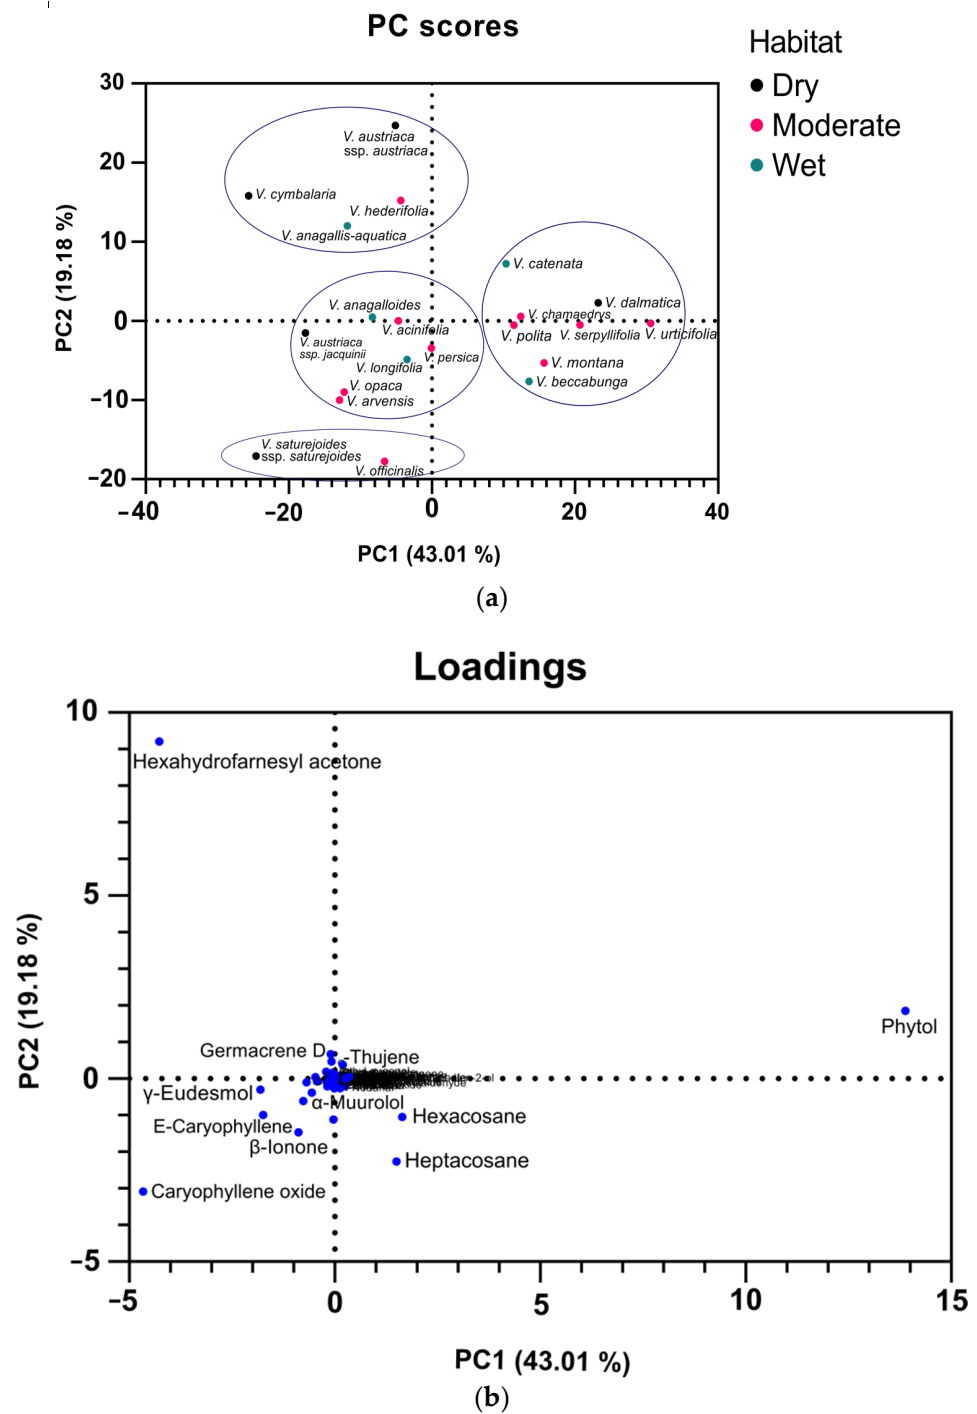 PC scores
Habitat
Dry
Moderate
Wet
30
20
10
0
−10
−20
PC2 (19.18 %)
V. austriaca
ssp. austriaca
V. cymbalaria
V. hederifolia
V. anagallis-aquatica
V. catenata
V. dalmatica
V. anagalloides
V. chamaedrys
V. acinifolia
V. polita
V. serpyllifolia
V. urticifolia
V. austriaca
ssp. jacquinii
V. persica
V. longifolia
V. montana
V. opaca
V. beccabunga
V. arvensis
V. saturejoides
ssp. saturejoides
V. officinalis
−40
−20
0
20
40
PC1 (43.01 %)
(a)
Loadings
10
5
0
−5
PC2 (19.18 %)
Hexahydrofarnesyl acetone
Phytol
Germacrene D
-Thujene
γ-Eudesmol
α-Muurolol
E-Caryophyllene
Hexacosane
β-Ionone
Heptacosane
Caryophyllene oxide
−5
0
5
10
15
PC1 (43.01 %)
(b)